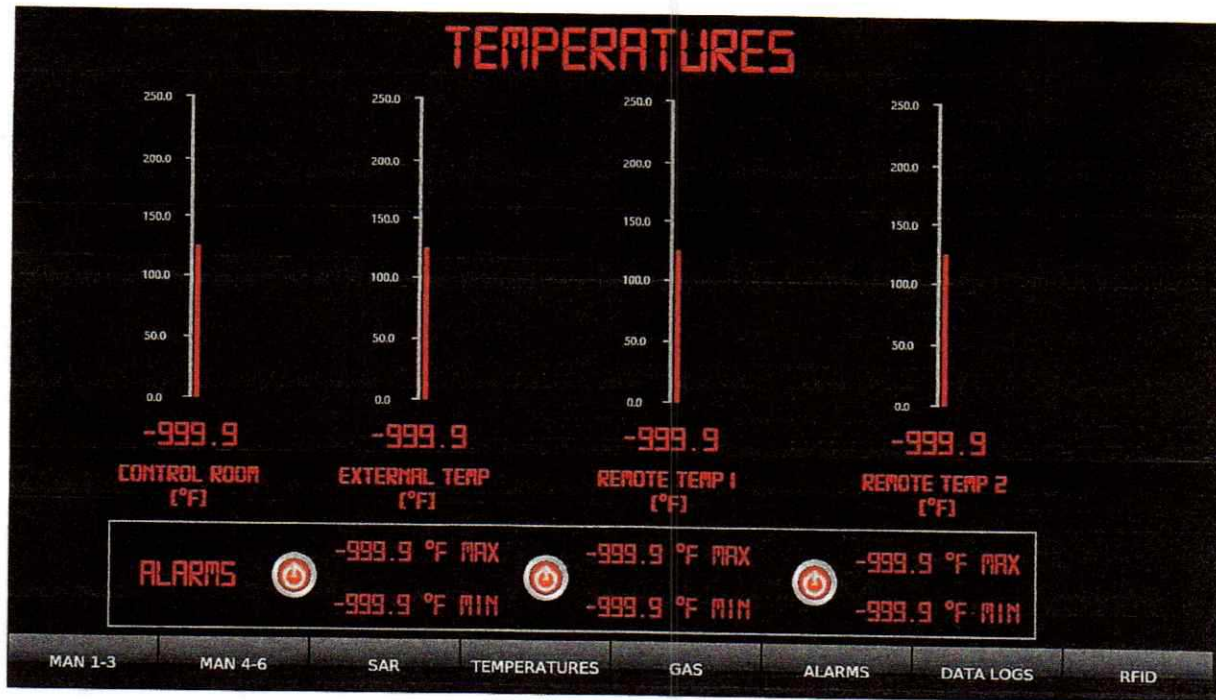 TEMPERATURES
250.0 250.0 250.0 250.0
200.0 200.0 200.0 200.0
150.0 150.0 150.0 150.0
100.0 100.0 100.0 100.0
50.0 50.0 50.0 50.0
0.0 0.0 0.0 0.0
-999.9 -999.9 -999.9 -999.9
CONTROL ROOM EXTERNAL TEMP REMOTE TEMP 1 REMOTE TEMP 2
[°F] [°F] [°F] [°F]
-999.9 °F MAX -999.9 °F MAX -999.9 °F MAX
ALARMS
-999.9 °F MIN -999.9 °F MIN -999.9 °F MIN
MAN 1-3 MAN 4-6 SAR TEMPERATURES GAS ALARMS DATA LOGS RFID